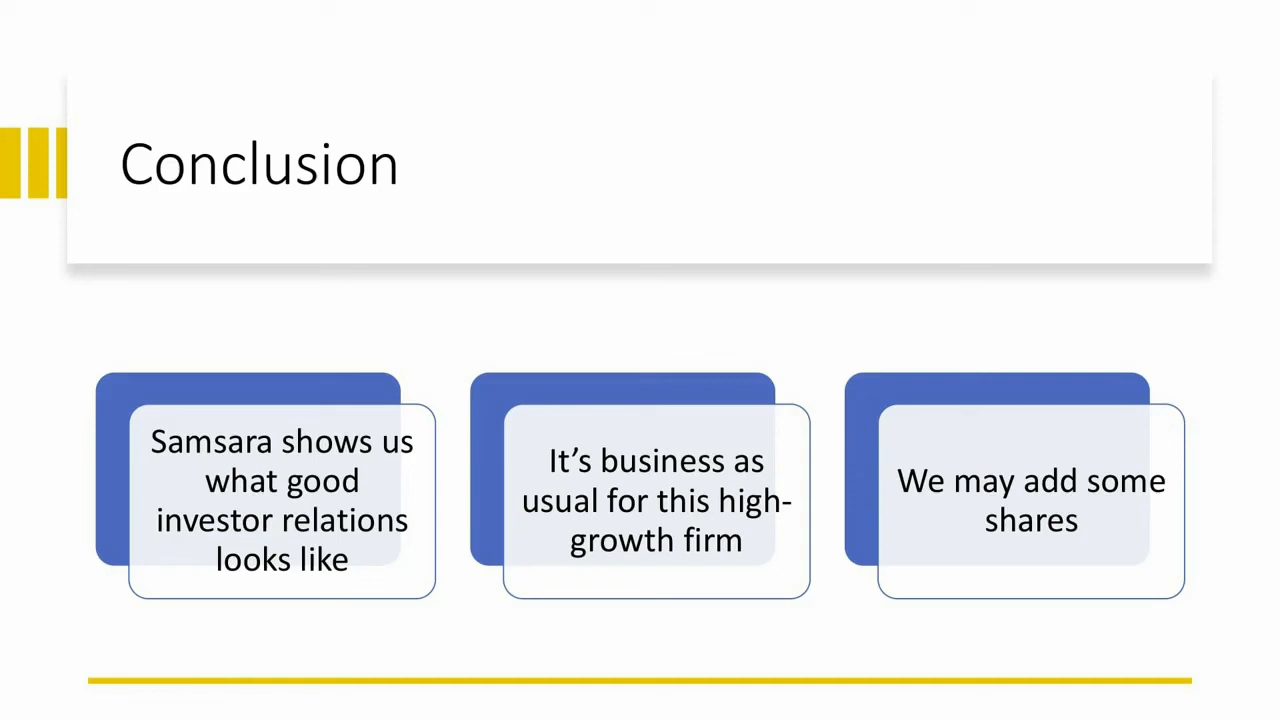 Conclusion
Samsara shows us
what good
investor relations
looks like
It’s business as
usual for this high-
growth firm
We may add some
shares